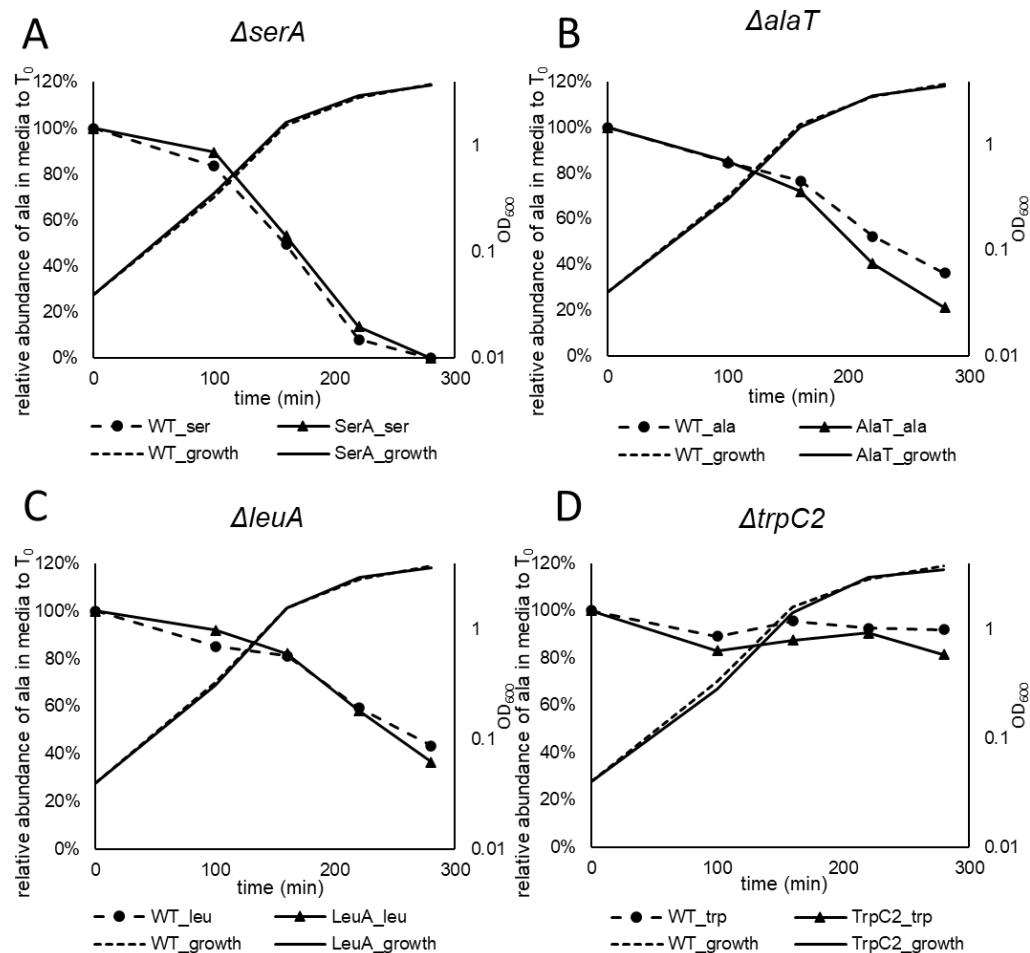 A
ΔserA
relative abundance of ala in media to T0
120%
100%
80%
60%
40%
20%
0%
1
0.1
0.01
OD600
0 100 200 300
time (min)
WT_ser SerA_ser
WT_growth SerA_growth
B
ΔalaT
relative abundance of ala in media to T0
120%
100%
80%
60%
40%
20%
0%
1
0.1
0.01
OD600
0 100 200 300
time (min)
WT_ala AlaT_ala
WT_growth AlaT_growth
C
ΔleuA
relative abundance of ala in media to T0
120%
100%
80%
60%
40%
20%
0%
1
0.1
0.01
OD600
0 100 200 300
time (min)
WT_leu LeuA_leu
WT_growth LeuA_growth
D
ΔtrpC2
relative abundance of ala in media to T0
120%
100%
80%
60%
40%
20%
0%
1
0.1
0.01
OD600
0 100 200 300
time (min)
WT_trp TrpC2_trp
WT_growth TrpC2_growth